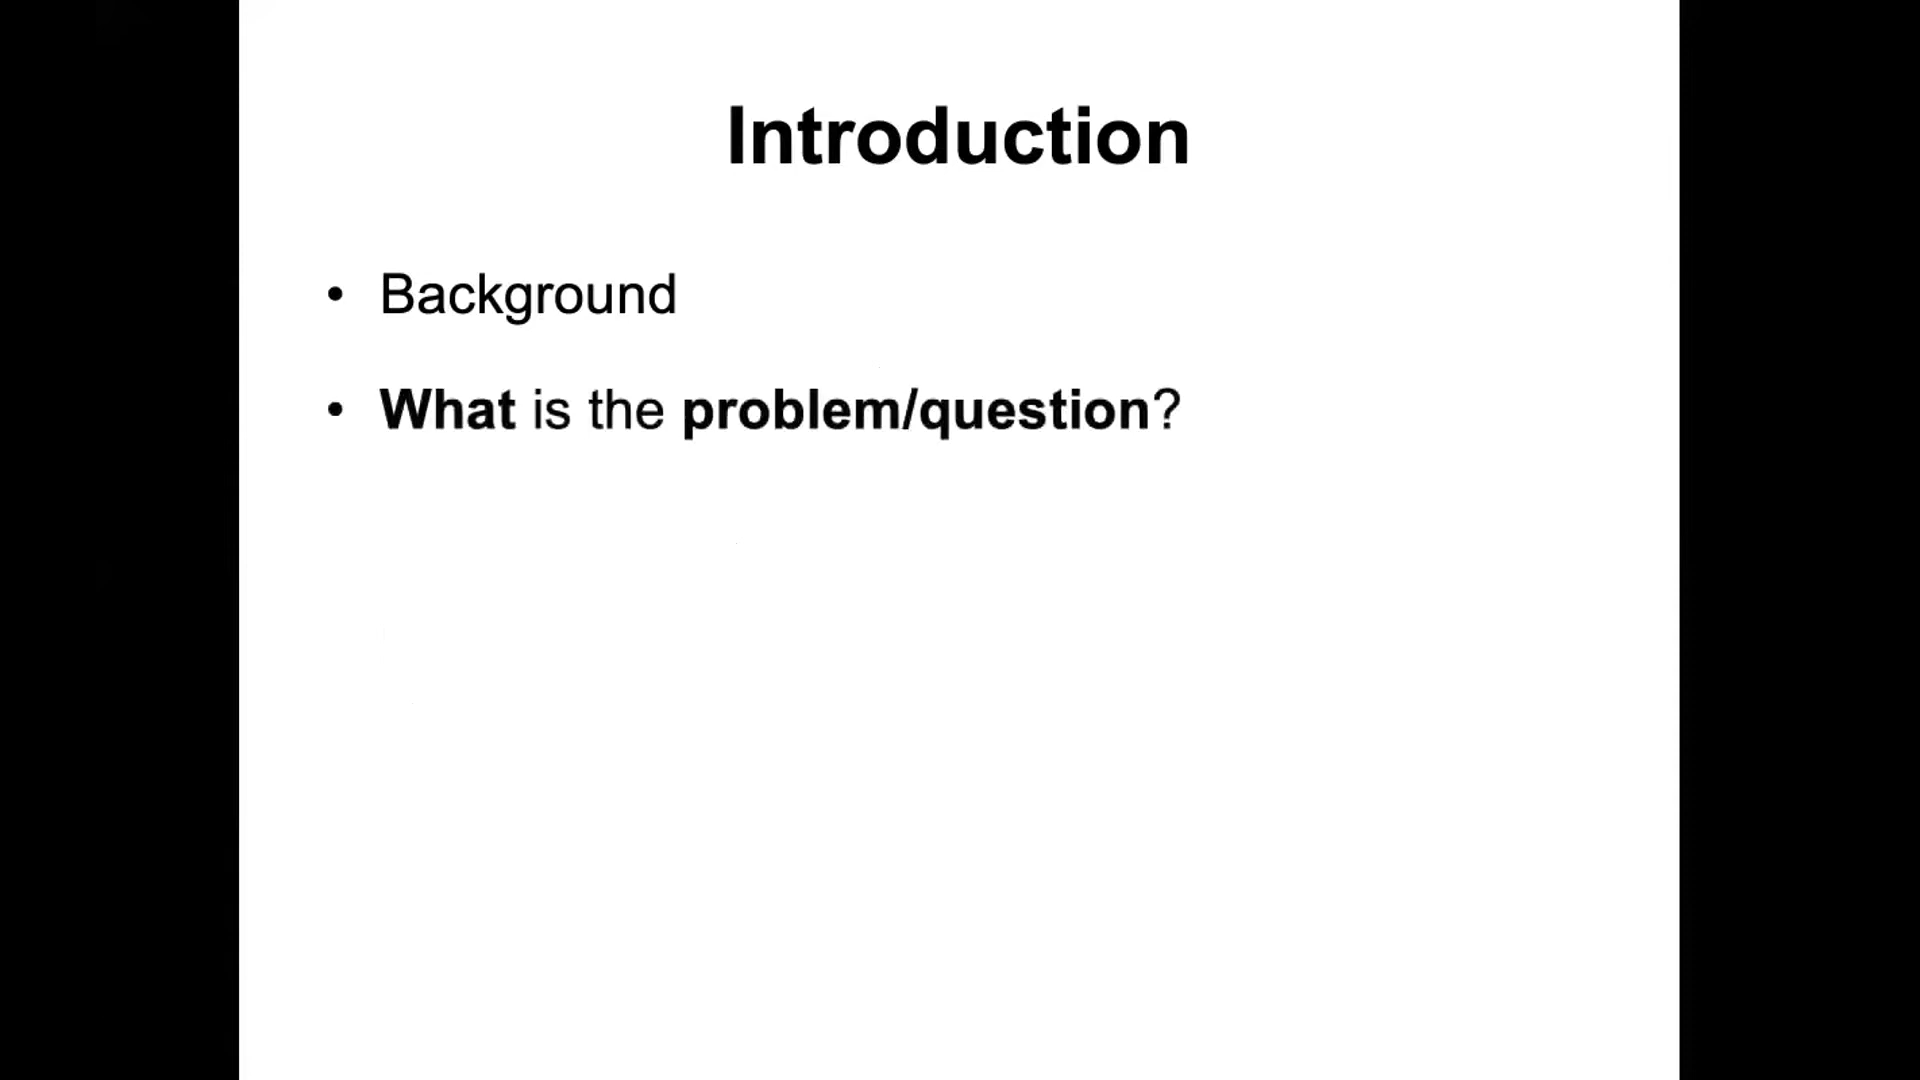 Introduction
• Background
• What is the problem/question?